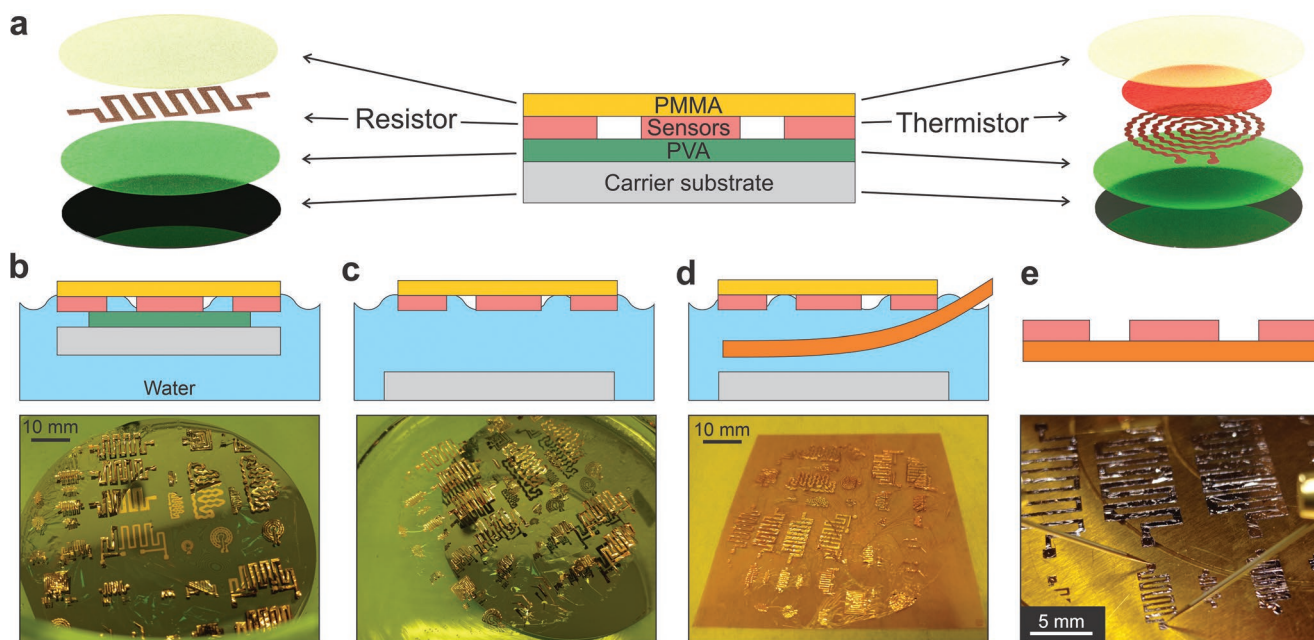 a
PMMA
Resistor
Sensors
Thermistor
PVA
Carrier substrate
b
c
d
e
Water
10 mm
10 mm
5 mm